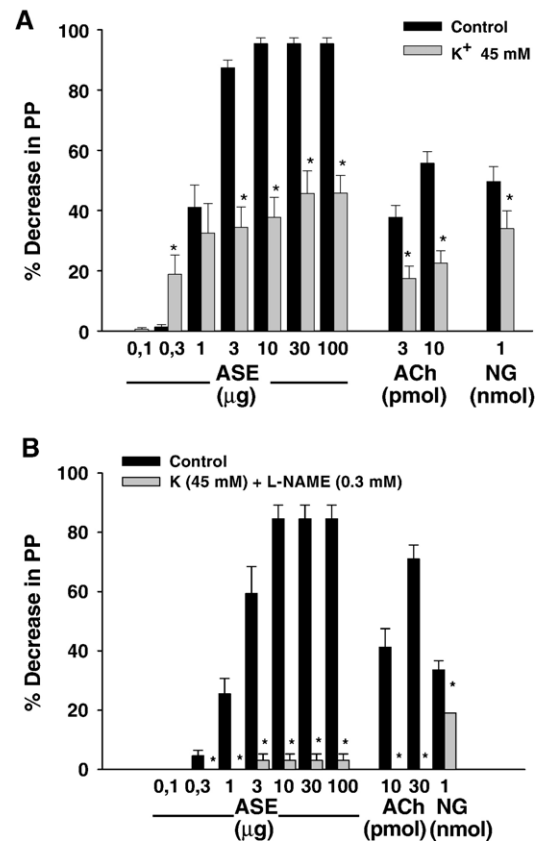 A
Control
K+ 45 mM
% Decrease in PP
100
80
60
40
20
0
0,1 0,3 1 3 10 30 100 3 10 1
ASE ACh NG
(μg) (pmol) (nmol)
* * * * * * * *
B
Control
K (45 mM) + L-NAME (0.3 mM)
% Decrease in PP
100
80
60
40
20
0
* * * * * * * * *
0,1 0,3 1 3 10 30 100 10 30 1
ASE ACh NG
(μg) (pmol) (nmol)